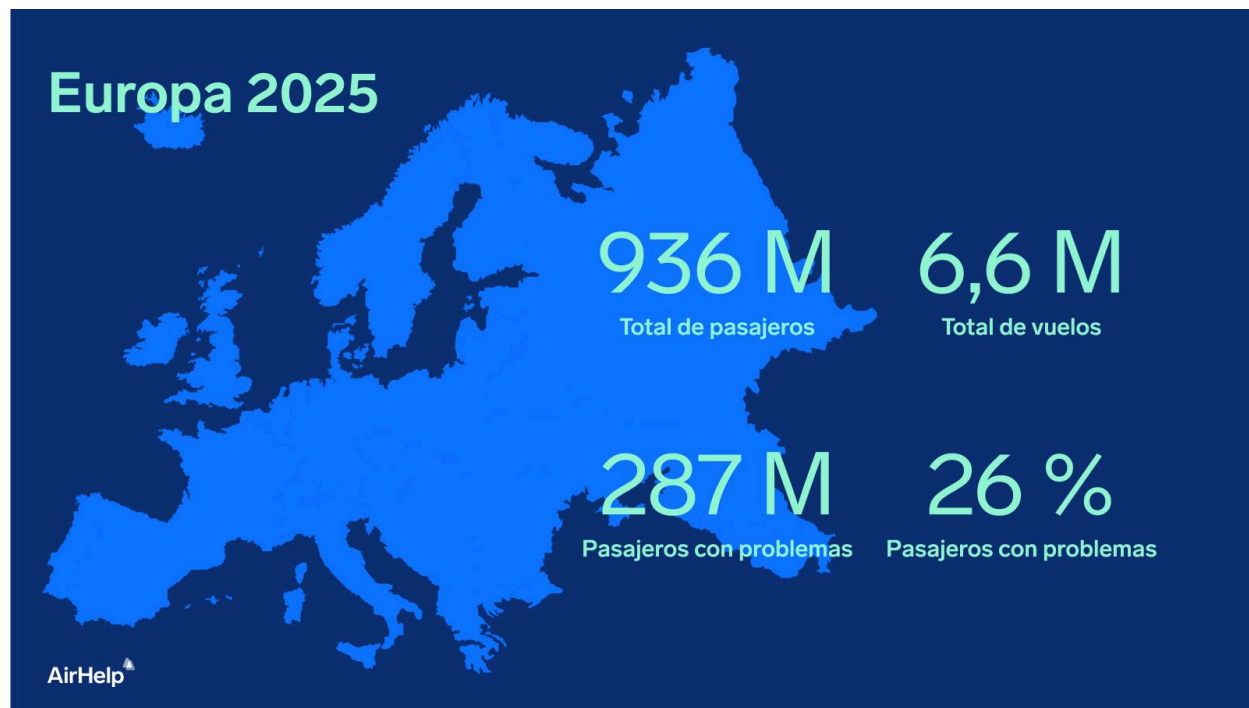 Europa 2025
936 M
Total de pasajeros
6,6 M
Total de vuelos
287 M
Pasajeros con problemas
26 %
Pasajeros con problemas
AirHelp